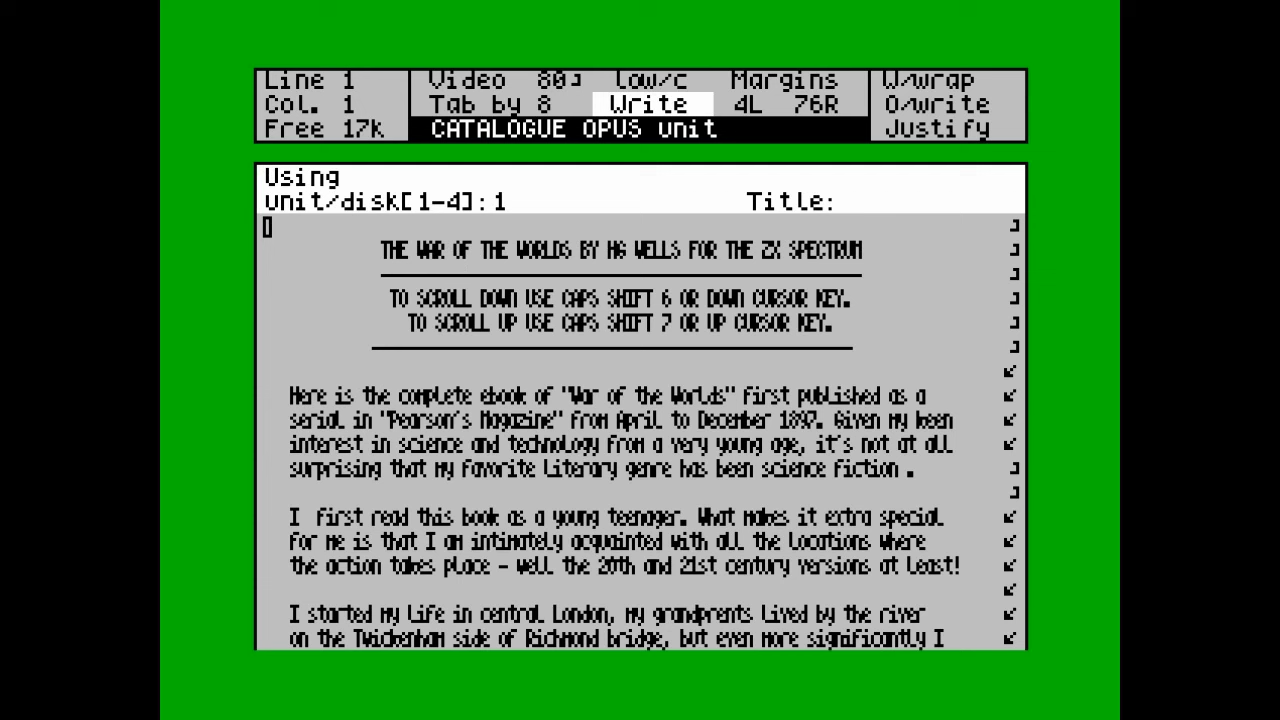 Line 1 Video 80 low/c Margins W/wrap
Col. 1 Tab by 8 Write 4L 76R O/write
Free 17k CATALOGUE OPUS unit Justify
Using
unit/disk[1-4]:1 Title:
THE WAR OF THE WORLDS BY HG WELLS FOR THE ZX SPECTRUM
TO SCROLL DOWN USE CAPS SHIFT 6 OR DOWN CURSOR KEY.
TO SCROLL UP USE CAPS SHIFT 7 OR UP CURSOR KEY.
Here is the complete ebook of "War of the Worlds" first published as a
serial in "Pearson's Magazine" from April to December 1897. Given my keen
interest in science and technology from a very young age, it's not at all
surprising that my favorite literary genre has been science fiction .
I first read this book as a young teenager. What makes it extra special
for me is that I am intimately acquainted with all the locations where
the action takes place - well the 20th and 21st century versions at least!
I started my life in central London, my grandprents lived by the river
on the Twickenham side of Richmond bridge, but even more significantly I